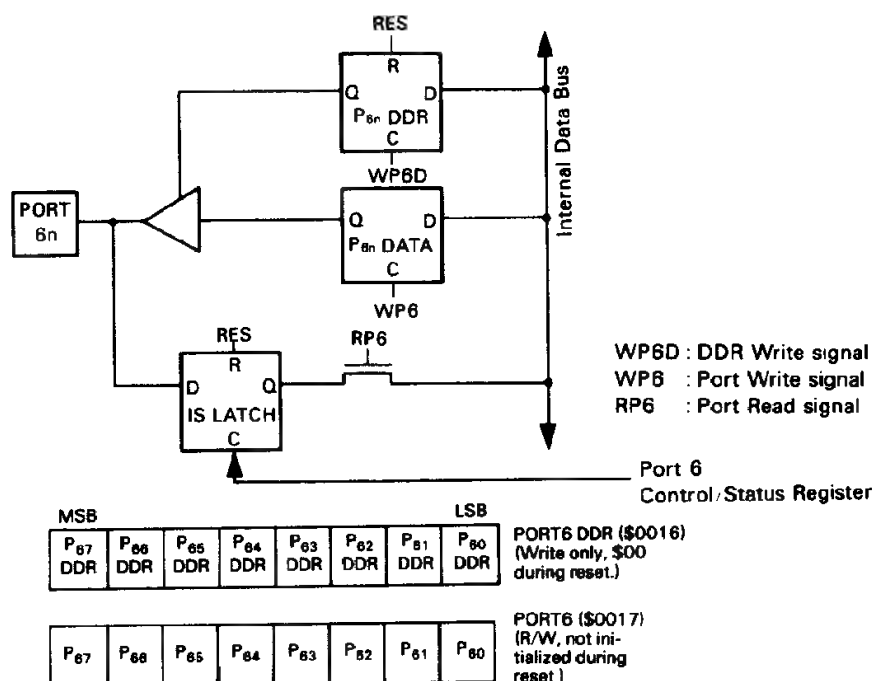 RES
R
Q D
P6n DDR
C
WP6D
Internal Data Bus
PORT
6n
Q D
P6n DATA
C
WP6
RES
R
D Q
IS LATCH
C
RP6
WP6D : DDR Write signal
WP6 : Port Write signal
RP6 : Port Read signal
Port 6
Control/Status Register
MSB LSB
P67 DDR P66 DDR P65 DDR P64 DDR P63 DDR P62 DDR P61 DDR P60 DDR
PORT6 DDR ($0016)
(Write only, $00
during reset.)
P67 P66 P65 P64 P63 P62 P61 P60
PORT6 ($0017)
(R/W, not ini-
tialized during
reset.)